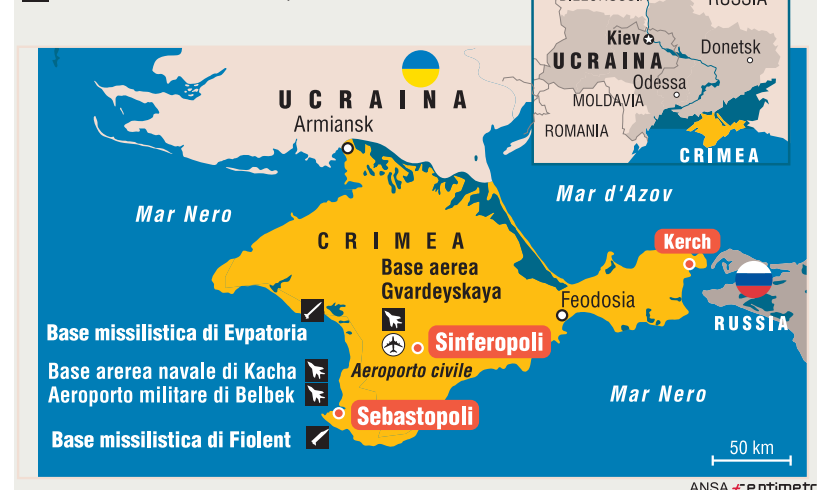 RUSSIA
Kiev
UCRAINA
Donetsk
Odessa
MOLDAVIA
ROMANIA
CRIMEA
UCRAINA
Armiansk
Mar Nero
Mar d'Azov
CRIMEA
Kerch
Base aerea
Gvardeyskaya
Feodosia
RUSSIA
Base missilistica di Evpatoria
Sinferopoli
Base arerea navale di Kacha
Aeroporto civile
Aeroporto militare di Belbek
Mar Nero
Sebastopoli
Base missilistica di Fiolent
50 km
ANSA